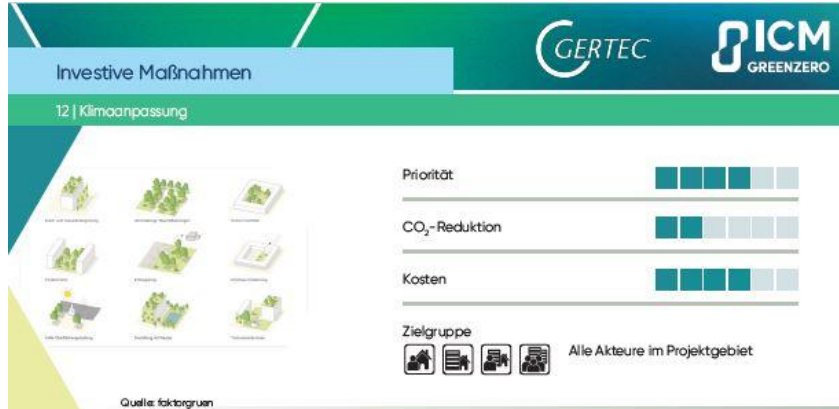 GERTEC
ICM
GREENZERO
Investive Maßnahmen
12 | Klimaanpassung
Priorität
CO₂-Reduktion
Kosten
Zielgruppe
Alle Akteure im Projektgebiet
Quelle: faktorgruen